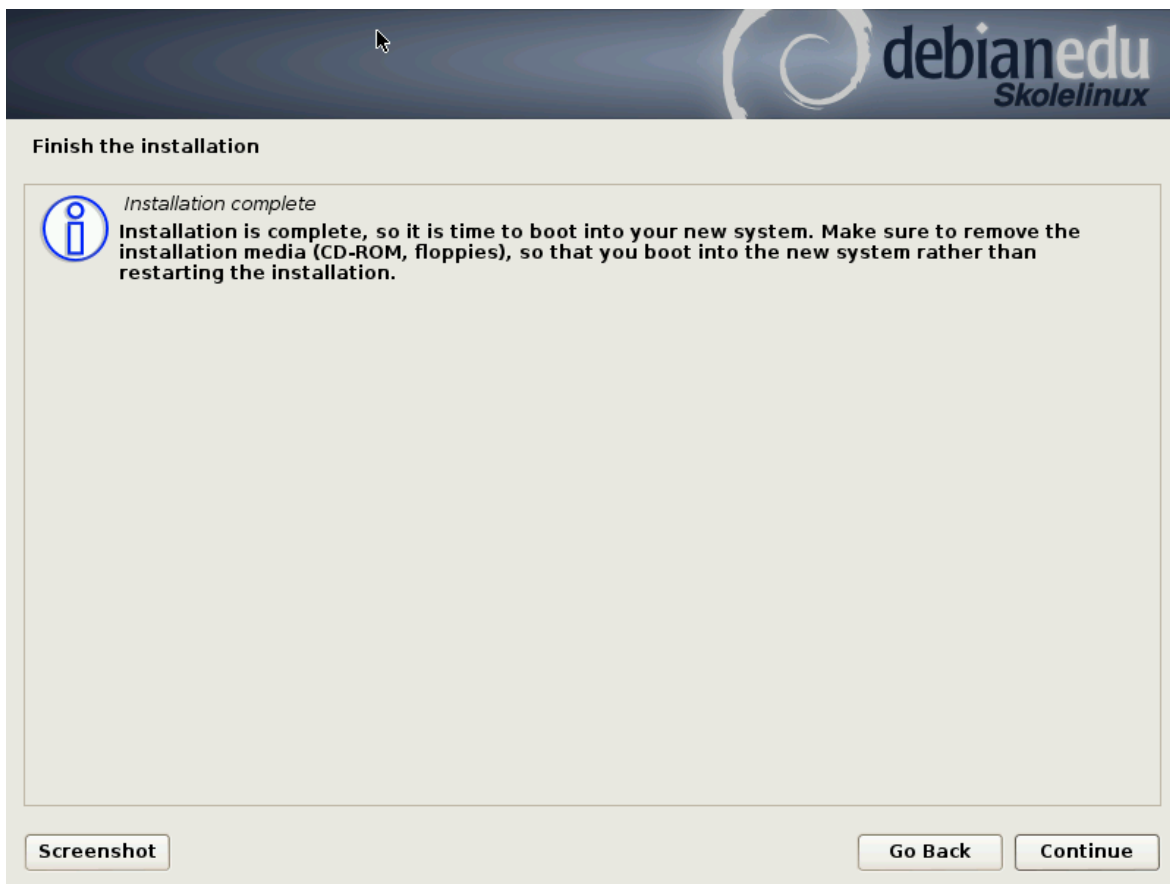 debianedu
Skolelinux
Finish the installation
Installation complete
Installation is complete, so it is time to boot into your new system. Make sure to remove the
installation media (CD-ROM, floppies), so that you boot into the new system rather than
restarting the installation.
Screenshot
Go Back
Continue